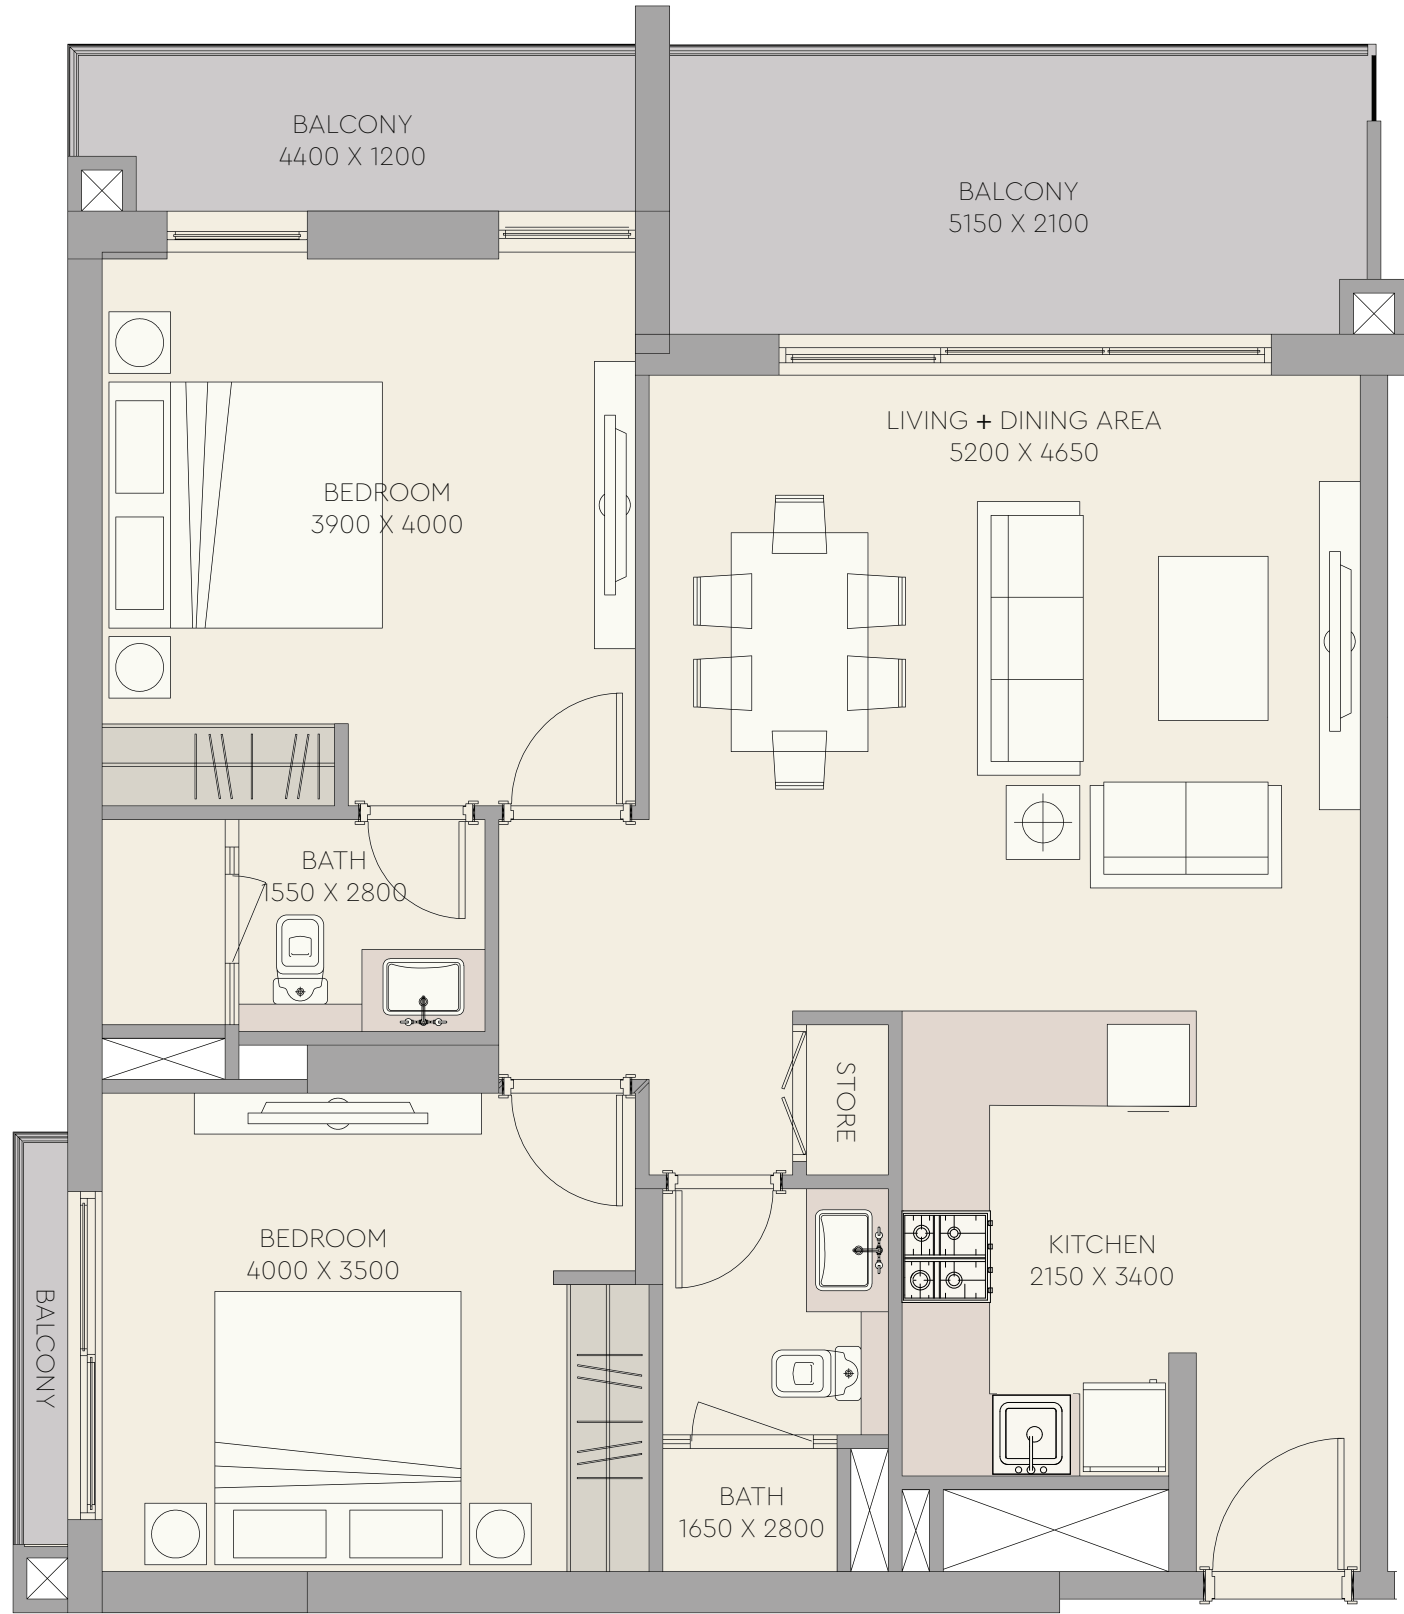 BALCONY
4400 X 1200
BALCONY
5150 X 2100
LIVING + DINING AREA
5200 X 4650
BEDROOM
3900 X 4000
BATH
1550 X 2800
STORE
BEDROOM
4000 X 3500
KITCHEN
2150 X 3400
BALCONY
BATH
1650 X 2800